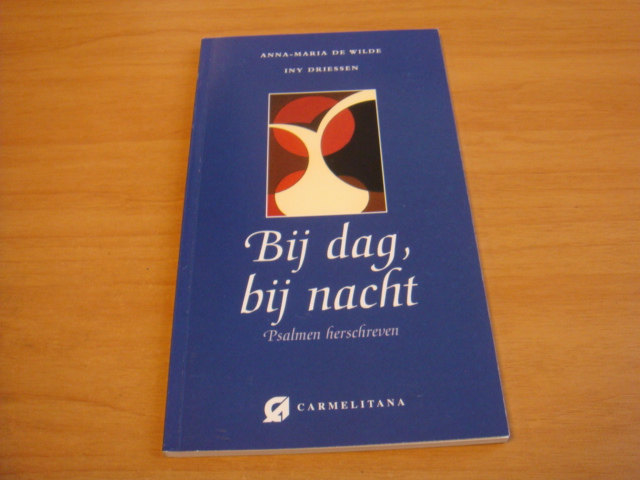 ANNA-MARIA DE WILDE
INY DRIESSEN
Bij dag,
bij nacht
Psalmen herschreven
CARMELITANA